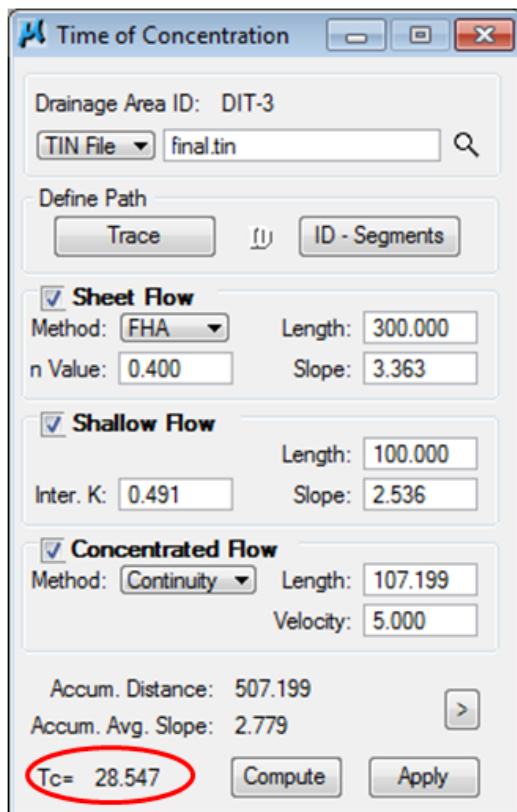 Time of Concentration
Drainage Area ID: DIT-3
TIN File final.tin
Define Path
Trace ID - Segments
Sheet Flow
Method: FHA Length: 300.000
n Value: 0.400 Slope: 3.363
Shallow Flow
Length: 100.000
Inter. K: 0.491 Slope: 2.536
Concentrated Flow
Method: Continuity Length: 107.199
Velocity: 5.000
Accum. Distance: 507.199
Accum. Avg. Slope: 2.779
>
Tc= 28.547 Compute Apply